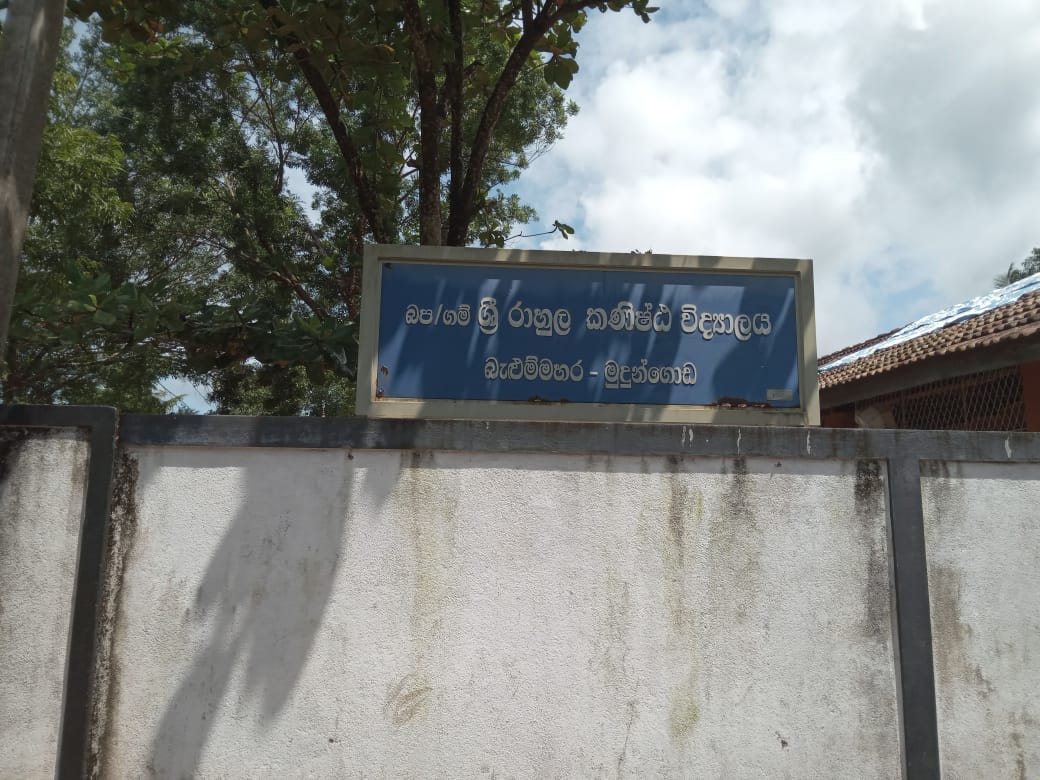 බප/ගම් ශ්‍රී රාහුල කණිෂ්ඨ විද්‍යාලය
බැළුම්මහර - මුදුන්ගොඩ